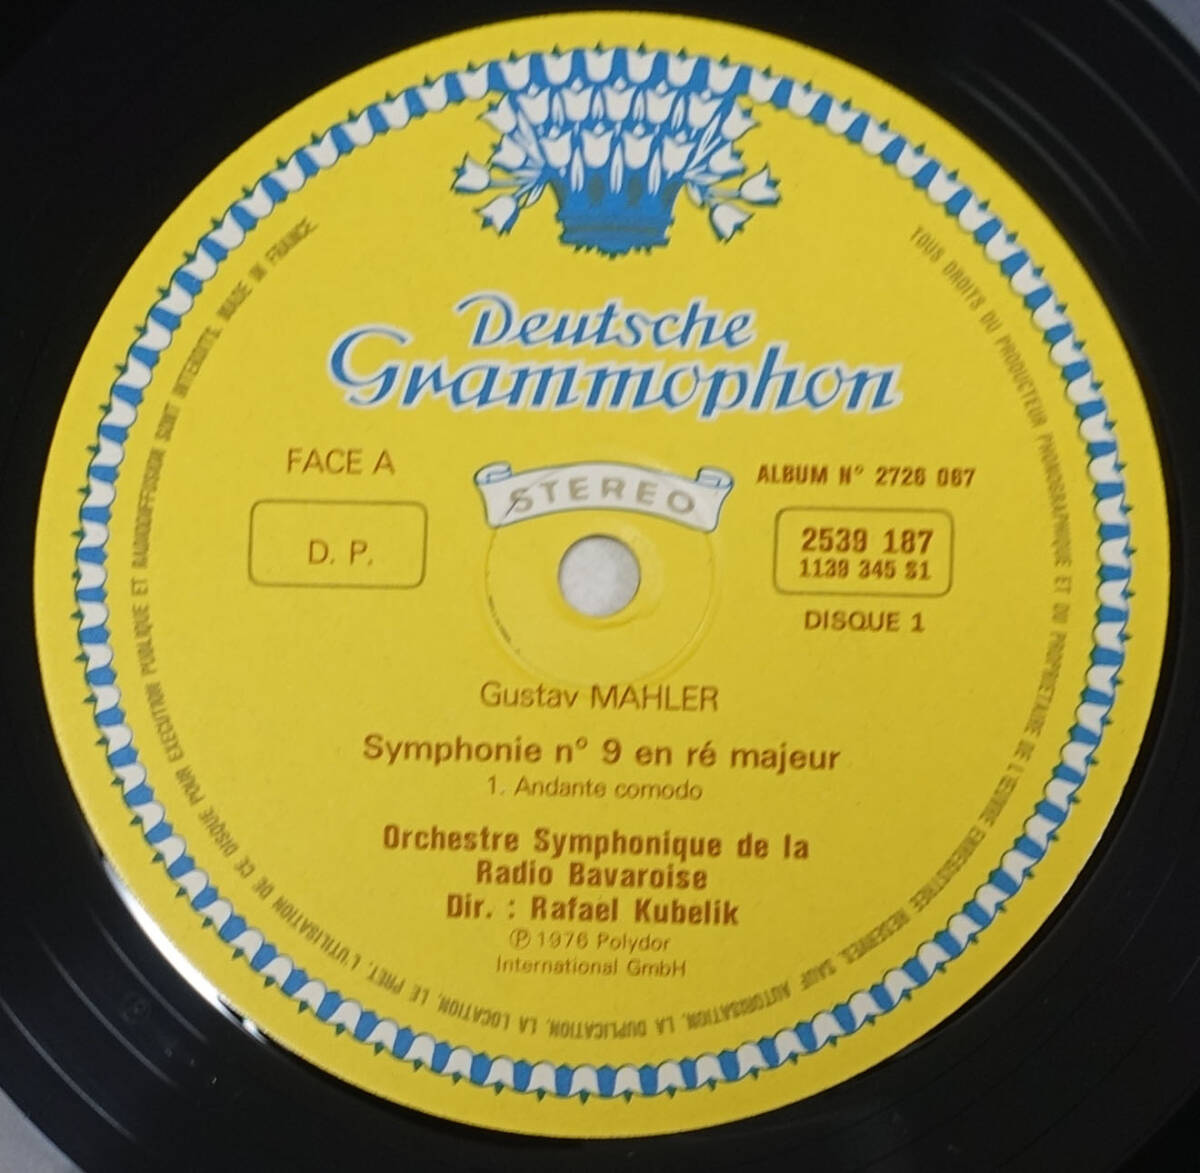 Deutsche
Grammophon
FACE A
STEREO
ALBUM N° 2726 067
D. P.
2539 187
1139 345 S1
DISQUE 1
Gustav MAHLER
Symphonie n° 9 en ré majeur
1. Andante comodo
Orchestre Symphonique de la
Radio Bavaroise
Dir. : Rafael Kubelik
℗ 1976 Polydor
International GmbH
TOUS DROITS DU PRODUCTEUR PHONOGRAPHIQUE ET DU PROPRIETAIRE DE L'ŒUVRE ENREGISTREE RESERVES. SAUF AUTORISATION, LA DUPLICATION, LA LOCATION, LE PRET, L'UTILISATION DE CE DISQUE POUR EXECUTION PUBLIQUE ET RADIODIFFUSION SONT INTERDITS. MADE IN FRANCE